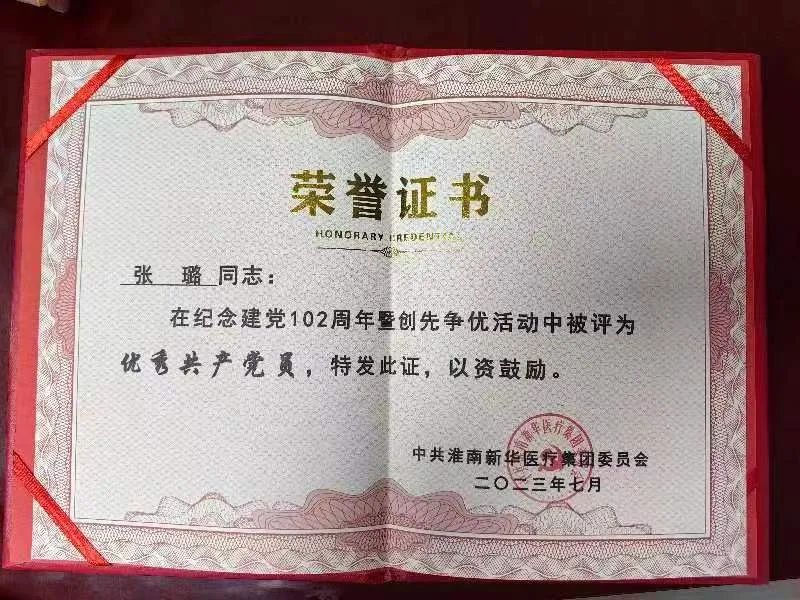 荣誉证书
HONORARY CREDENTIAL
张 璐 同志：
在纪念建党102周年暨创先争优活动中被评为
优秀共产党员，特发此证，以资鼓励。
中共淮南新华医疗集团委员会
二〇二三年七月